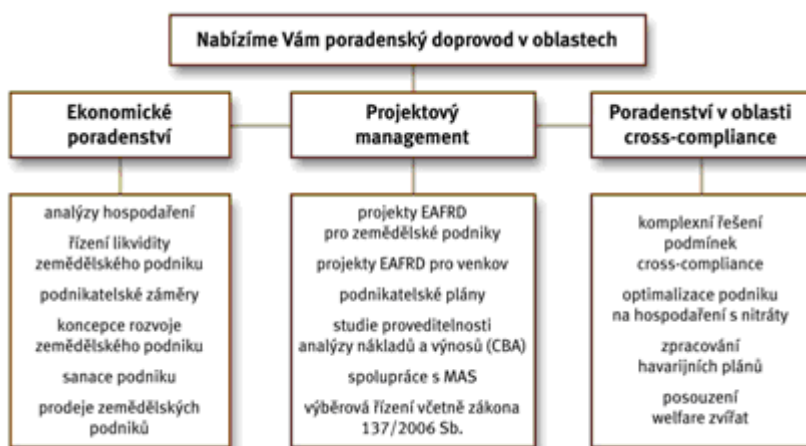 Nabízíme Vám poradenský doprovod v oblastech
Ekonomické
poradenství
analýzy hospodaření
řízení likvidity
zemědělského podniku
podnikatelské záměry
koncepce rozvoje
zemědělského podniku
sanace podniku
prodeje zemědělských
podniků
Projektový
management
projekty EAFRD
pro zemědělské podniky
projekty EAFRD pro venkov
podnikatelské plány
studie proveditelnosti
analýzy nákladů a výnosů (CBA)
spolupráce s MAS
výběrová řízení včetně zákona
137/2006 Sb.
Poradenství v oblasti
cross-compliance
komplexní řešení
podmínek
cross-compliance
optimalizace podniku
na hospodaření s nitráty
zpracování
havarijních plánů
posouzení
welfare zvířat